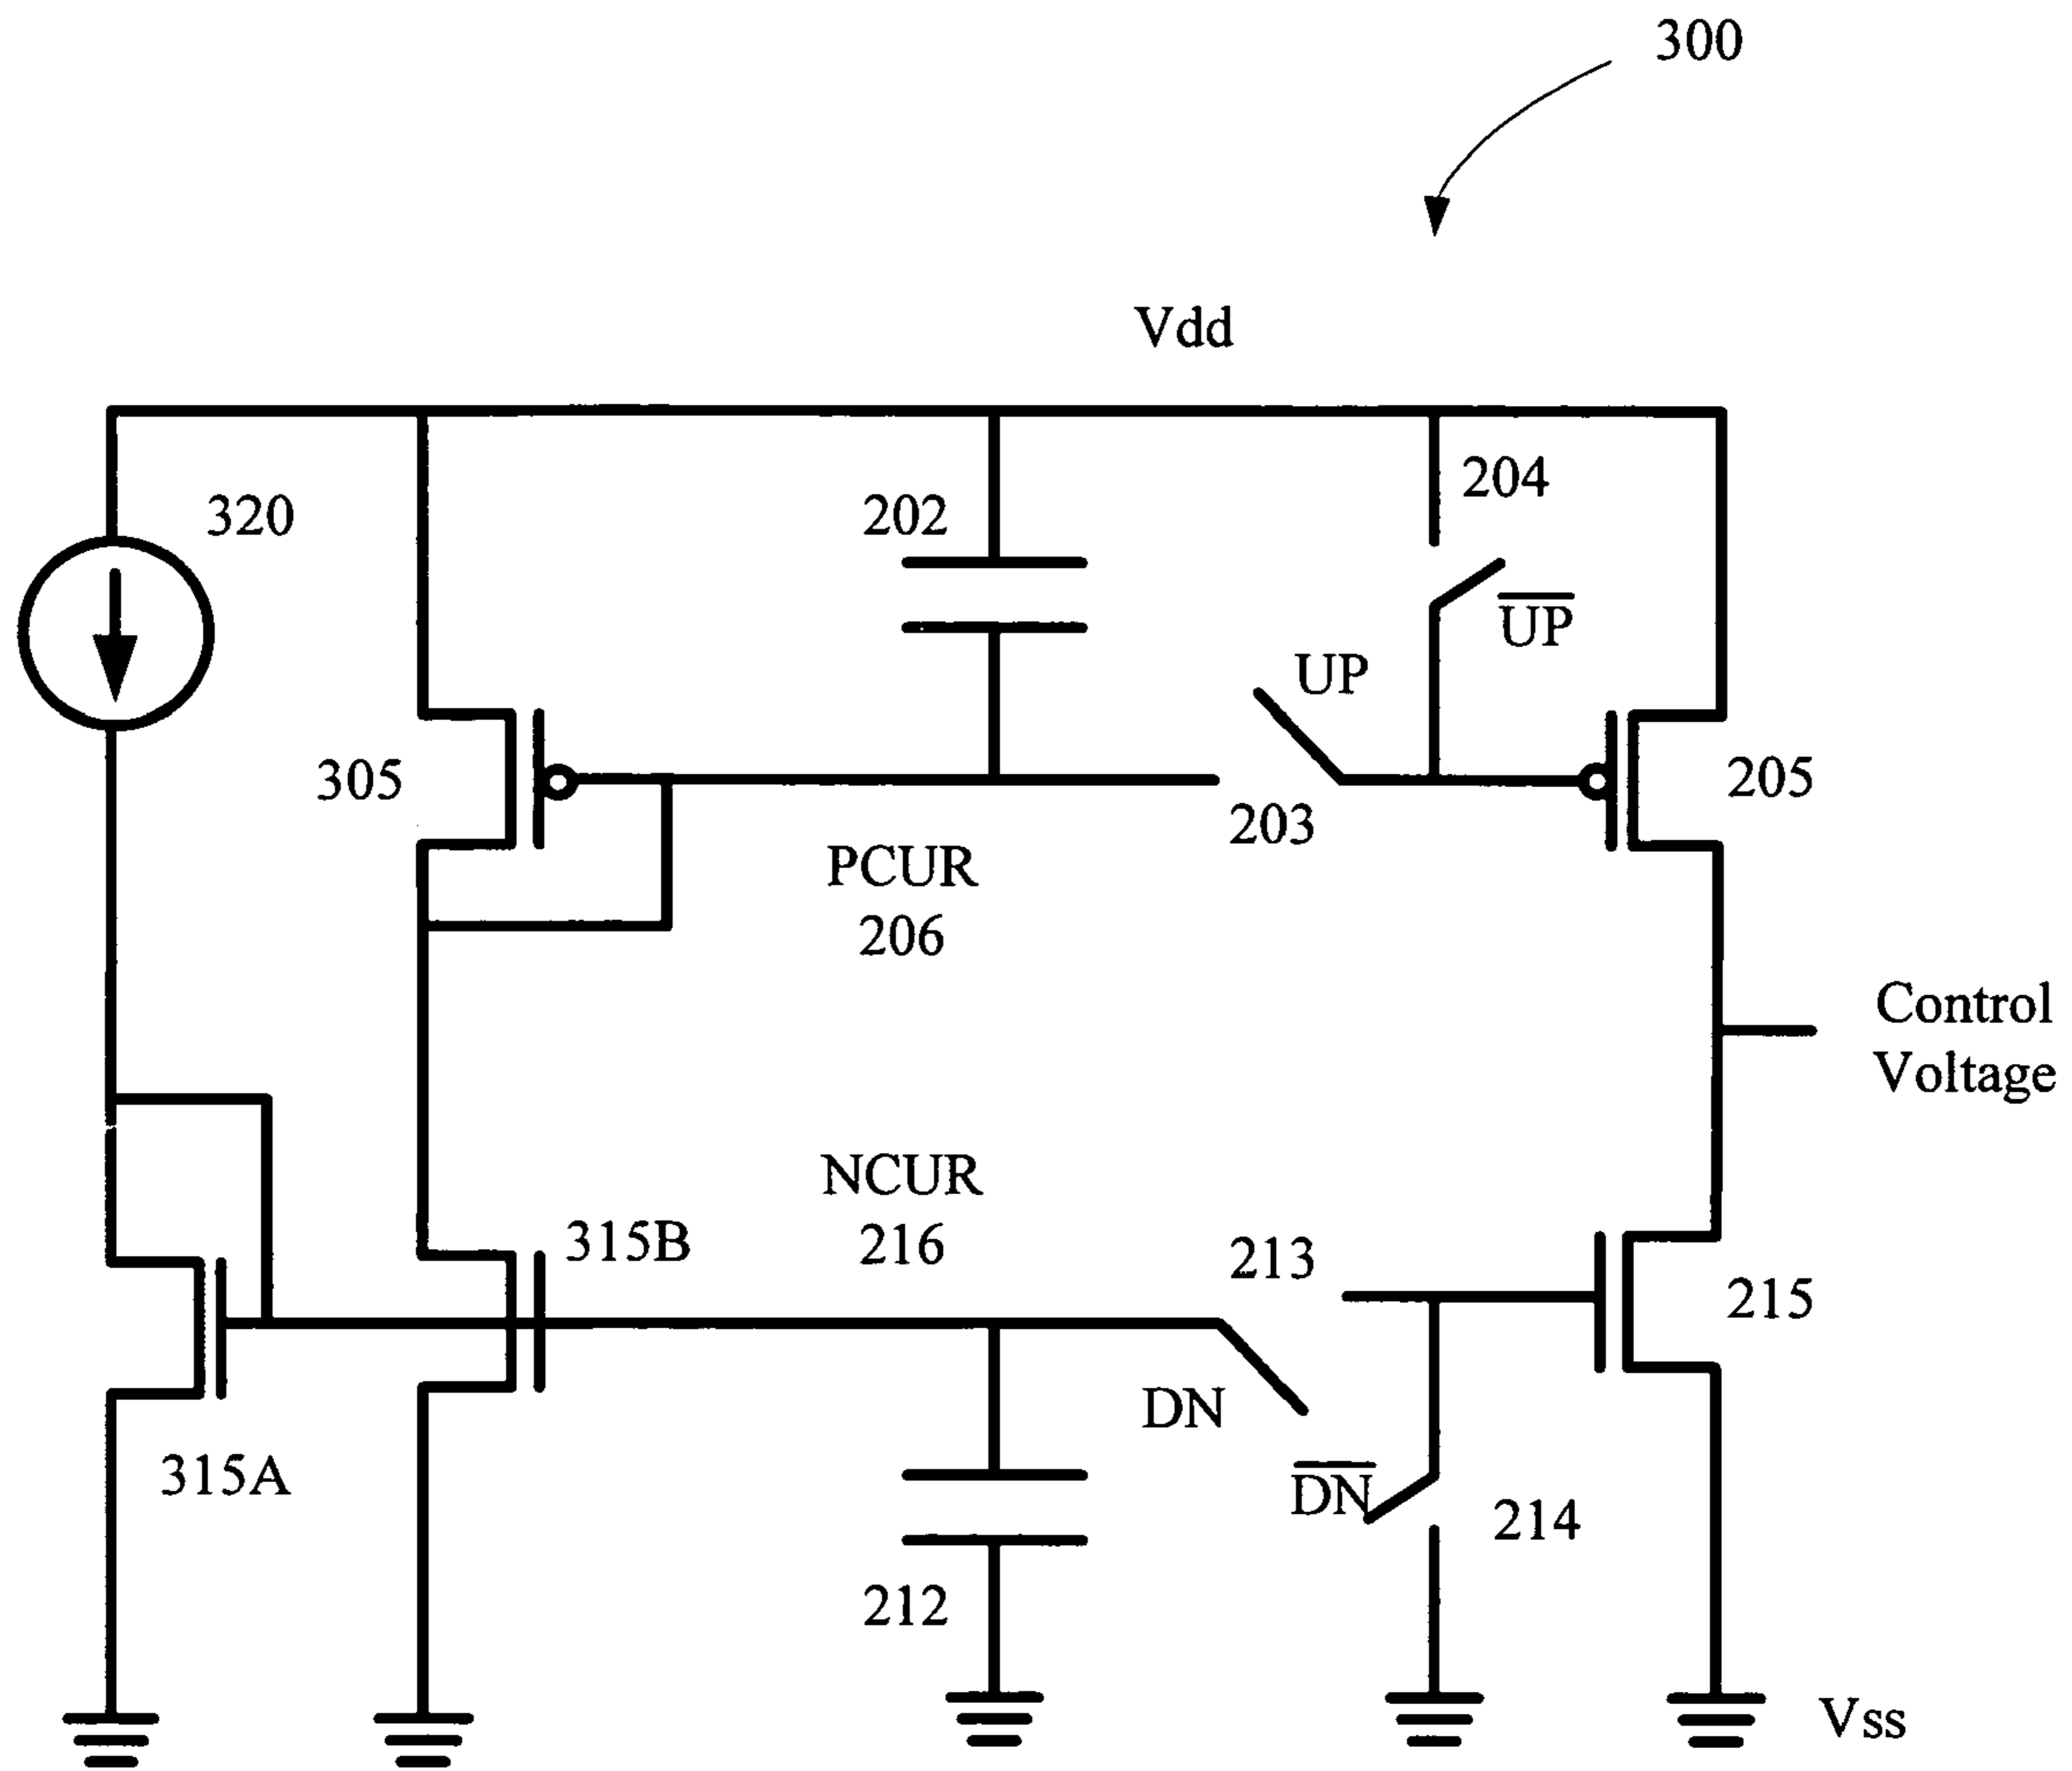 300
Vdd
204
320
202
UP
UP
305
205
203
PCUR
206
Control
Voltage
NCUR
216
315B
213
215
DN
315A
DN
214
212
Vss